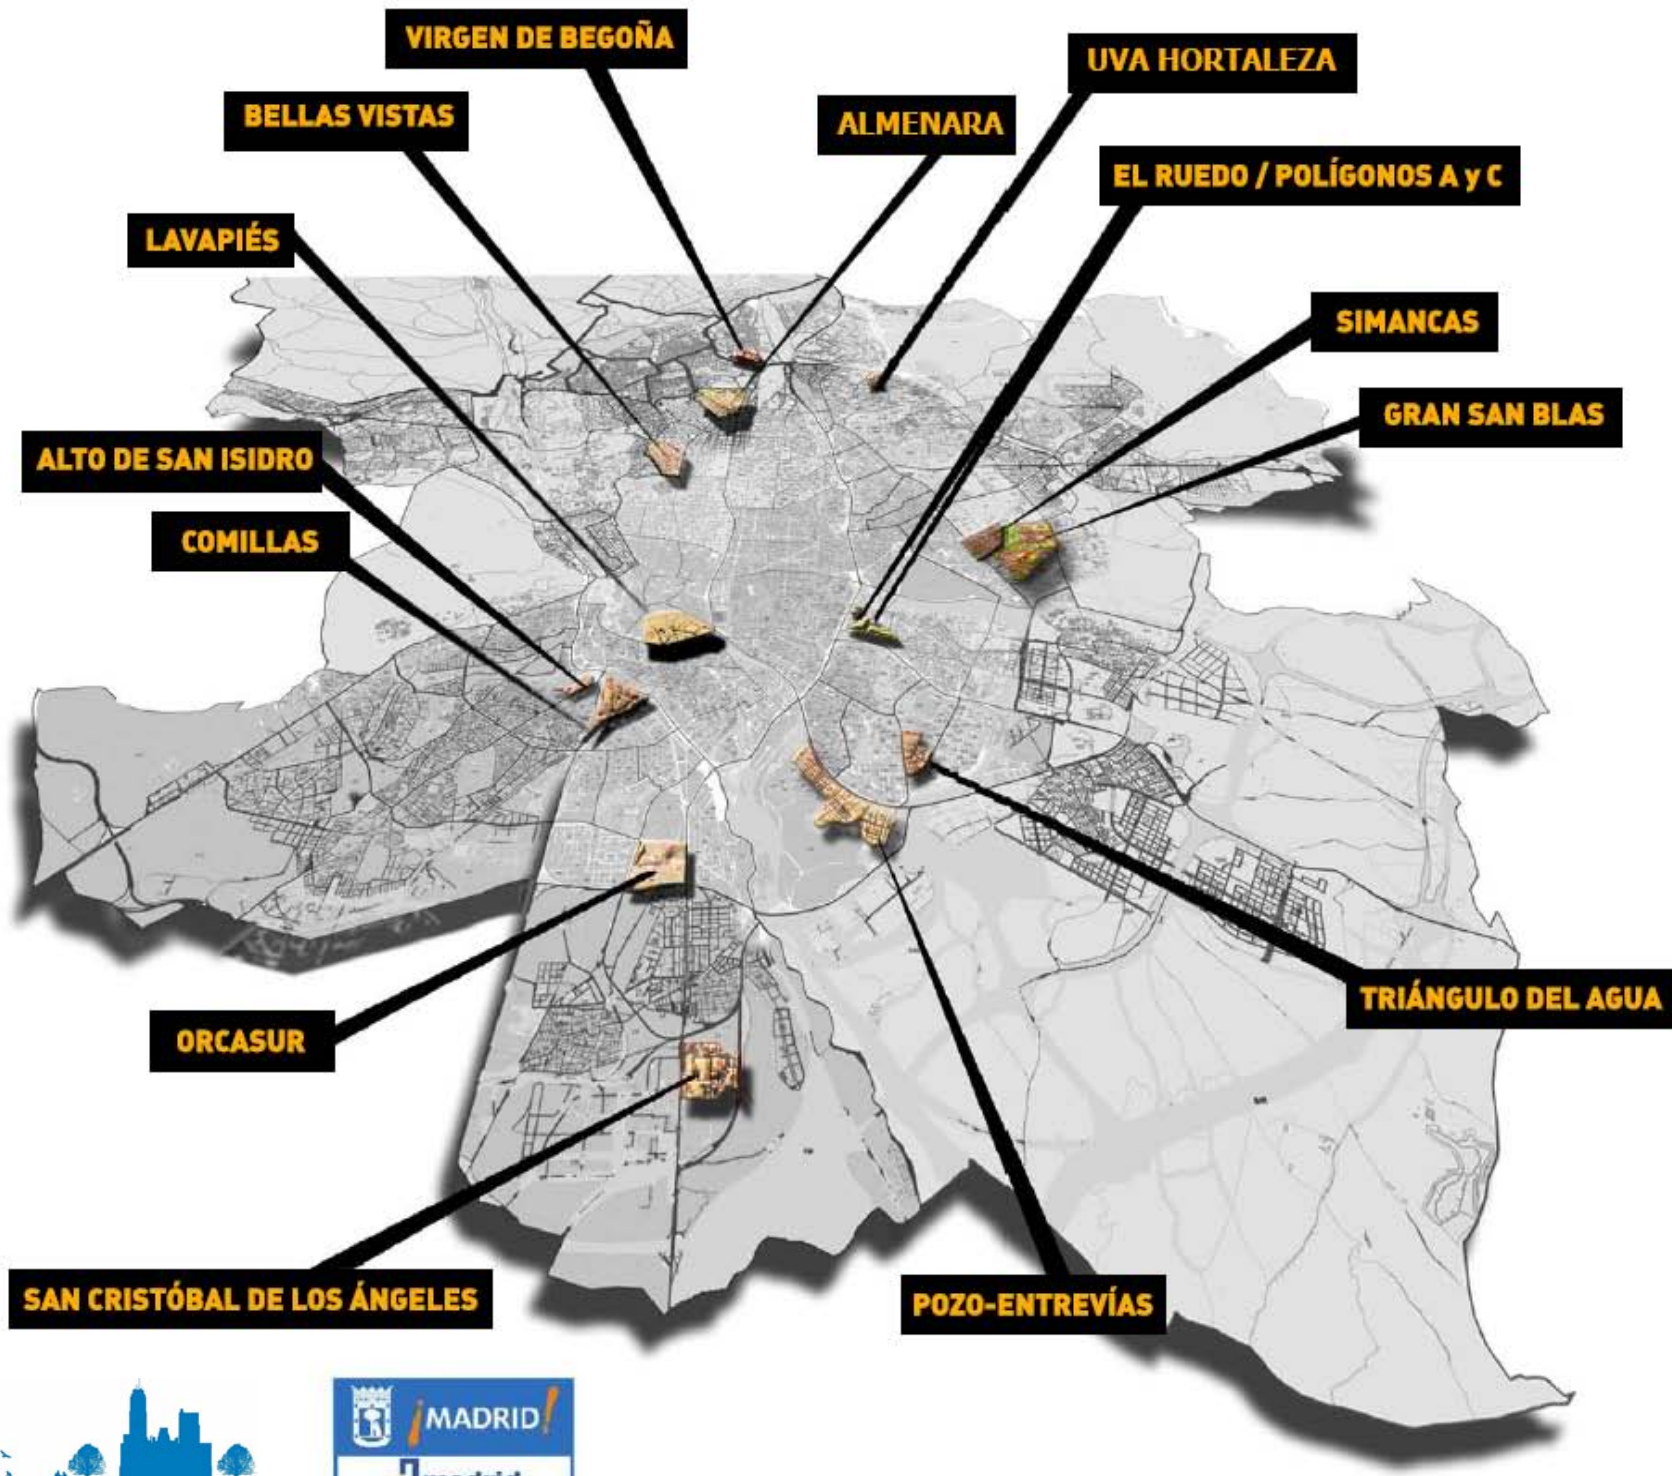 VIRGEN DE BEGOÑA
UVA HORTALEZA
BELLAS VISTAS
ALMENARA
EL RUEDO / POLÍGONOS A y C
LAVAPIÉS
SIMANCAS
GRAN SAN BLAS
ALTO DE SAN ISIDRO
COMILLAS
TRIÁNGULO DEL AGUA
ORCASUR
SAN CRISTÓBAL DE LOS ÁNGELES
POZO-ENTREVÍAS
¡MADRID!
madrid